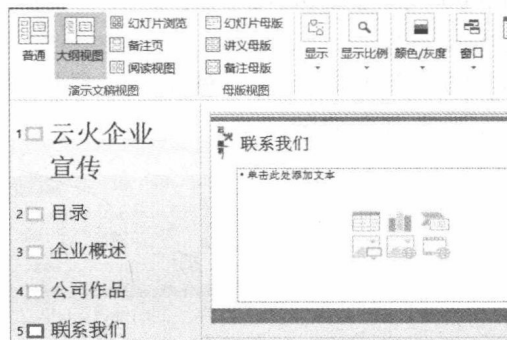 普通
大纲视图
幻灯片浏览
备注页
阅读视图
演示文稿视图
幻灯片母版
讲义母版
备注母版
母版视图
显示
显示比例
颜色/灰度
窗口
1 云火企业
宣传
2 目录
3 企业概述
4 公司作品
5 联系我们
联系我们
• 单击此处添加文本